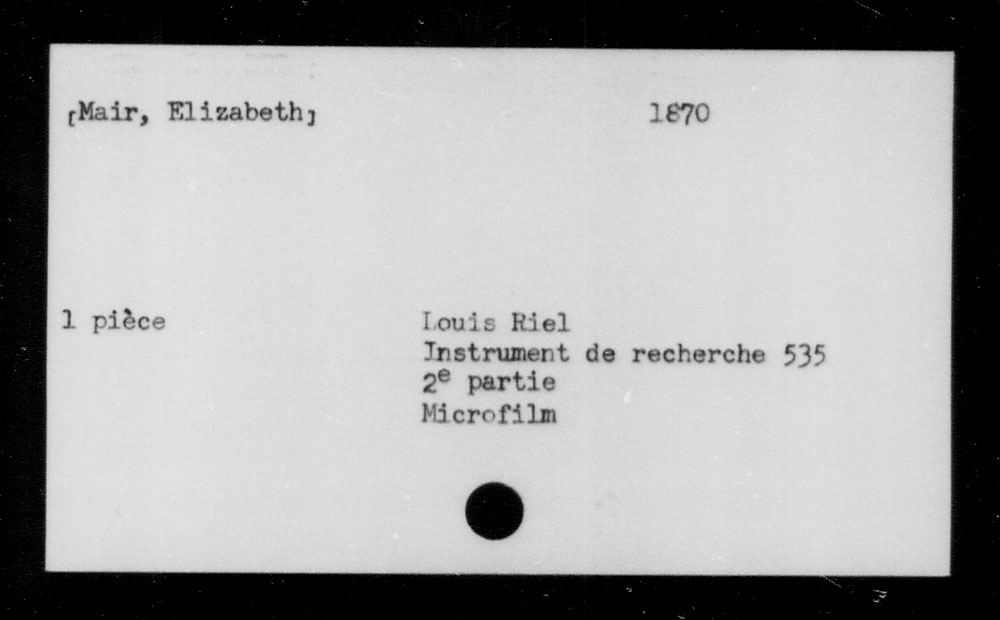 [Mair, Elizabeth] 1870
1 pièce Louis Riel
Instrument de recherche 535
2e partie
Microfilm